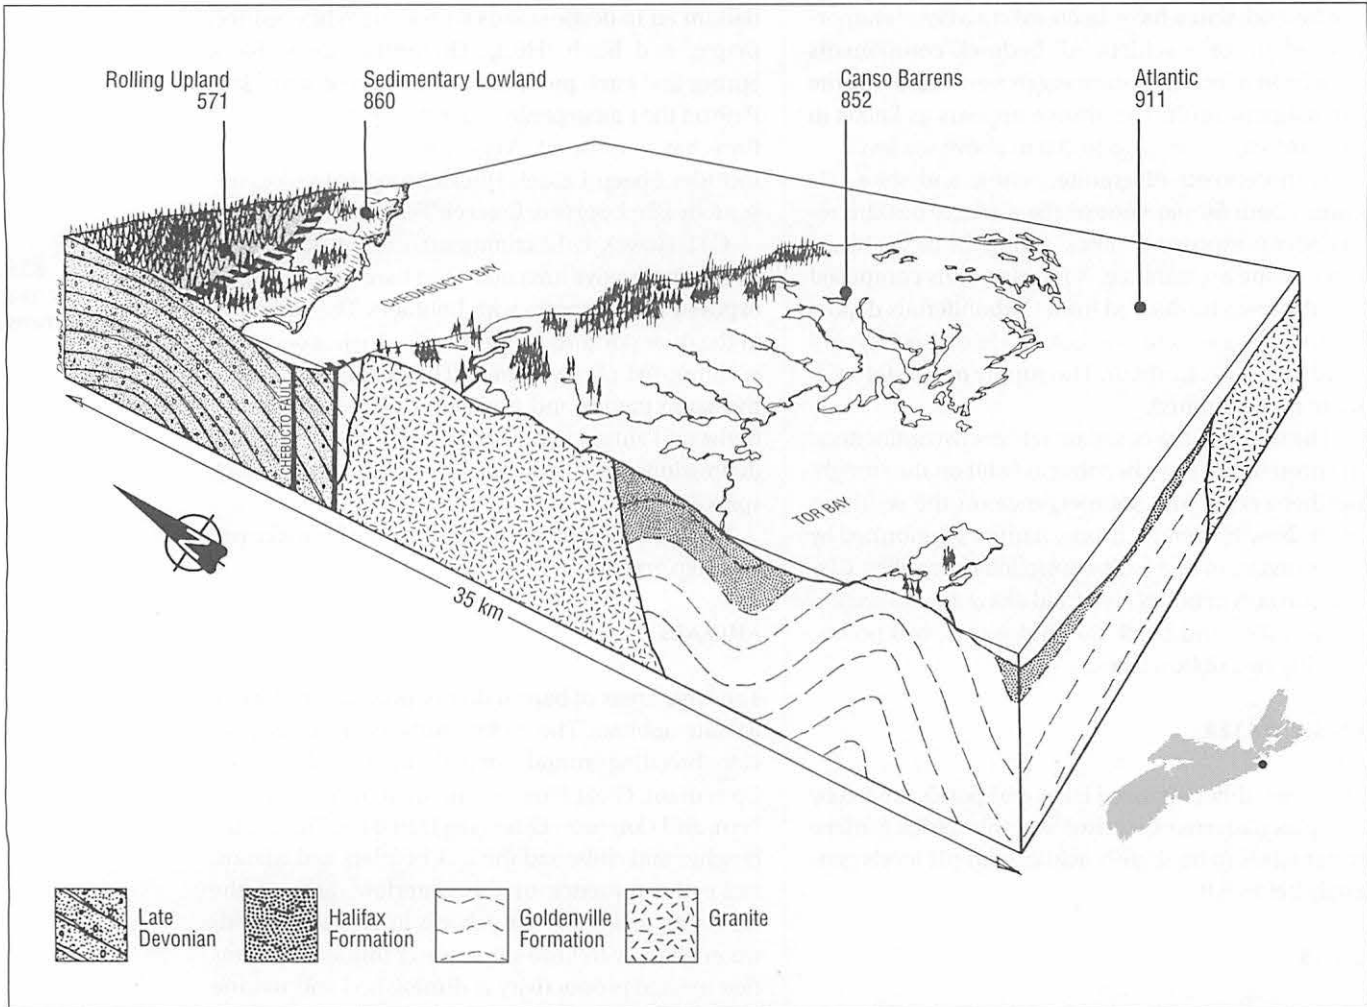 Rolling Upland
571
Sedimentary Lowland
860
Canso Barrens
852
Atlantic
911
CHEDABUCTO BAY
CHEDABUCTO FAULT
TOR BAY
N
35 km
Late
Devonian
Halifax
Formation
Goldenville
Formation
Granite